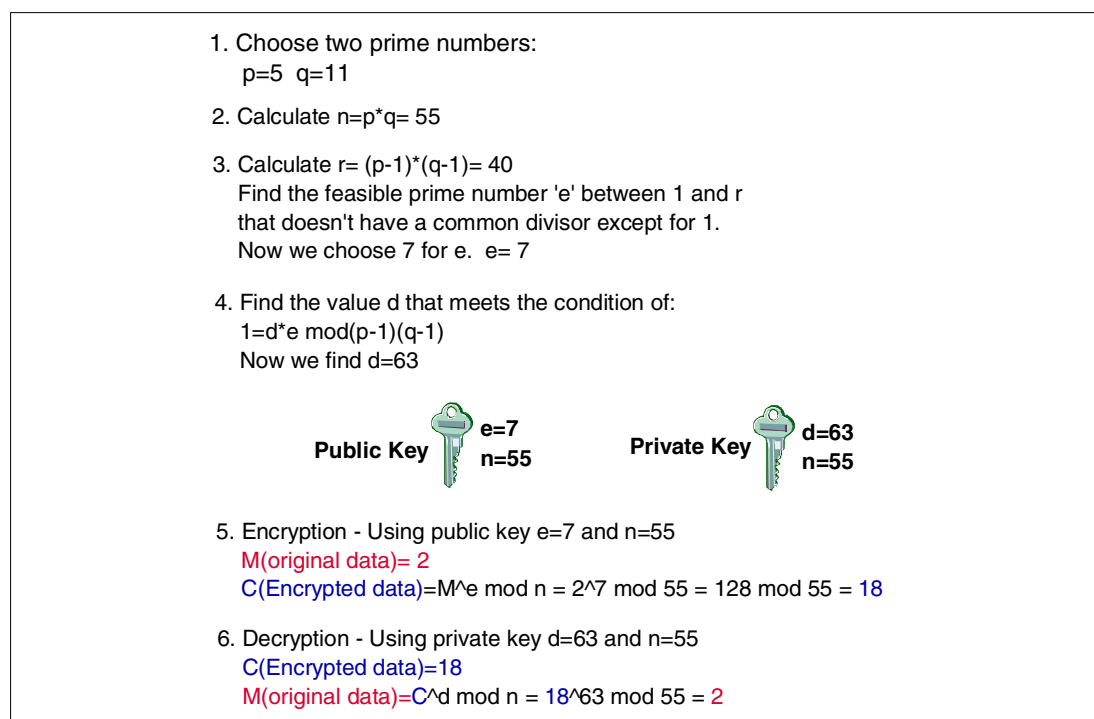 1. Choose two prime numbers:
p=5 q=11
2. Calculate n=p*q= 55
3. Calculate r= (p-1)*(q-1)= 40
Find the feasible prime number 'e' between 1 and r
that doesn't have a common divisor except for 1.
Now we choose 7 for e. e= 7
4. Find the value d that meets the condition of:
1=d*e mod(p-1)(q-1)
Now we find d=63
Public Key e=7 n=55
Private Key d=63 n=55
5. Encryption - Using public key e=7 and n=55
M(original data)= 2
C(Encrypted data)=M^e mod n = 2^7 mod 55 = 128 mod 55 = 18
6. Decryption - Using private key d=63 and n=55
C(Encrypted data)=18
M(original data)=C^d mod n = 18^63 mod 55 = 2